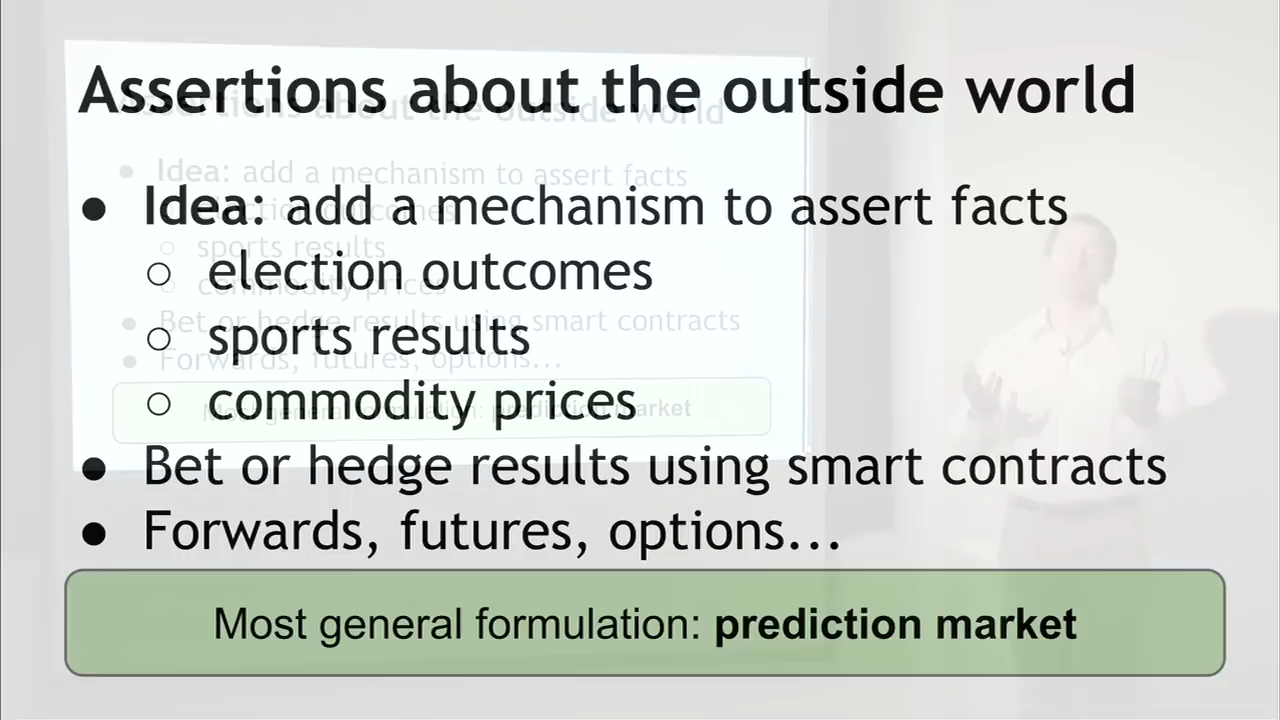 Assertions about the outside world
● Idea: add a mechanism to assert facts
○ election outcomes
○ sports results
○ commodity prices
● Bet or hedge results using smart contracts
● Forwards, futures, options...
Most general formulation: prediction market